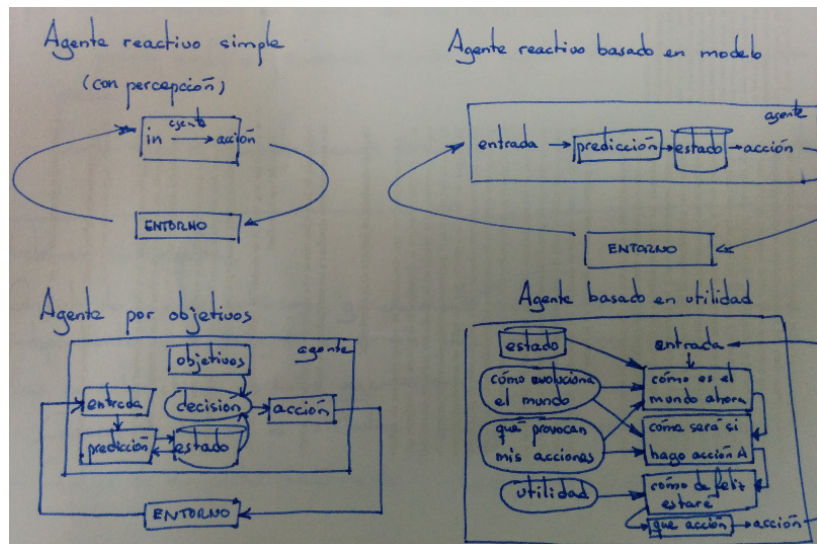 Agente reactivo simple
(con percepción)
agente
in acción
ENTORNO
Agente reactivo basado en modelo
agente
entrada predicción estado acción
ENTORNO
Agente por objetivos
agente
objetivos
entrada decisión acción
predicción estado
ENTORNO
Agente basado en utilidad
estado entrada
cómo evoluciona
el mundo
cómo es el
mundo ahora
qué provocan
mis acciones
cómo será si
hago acción A
utilidad
cómo de feliz
estaré
que acción acción